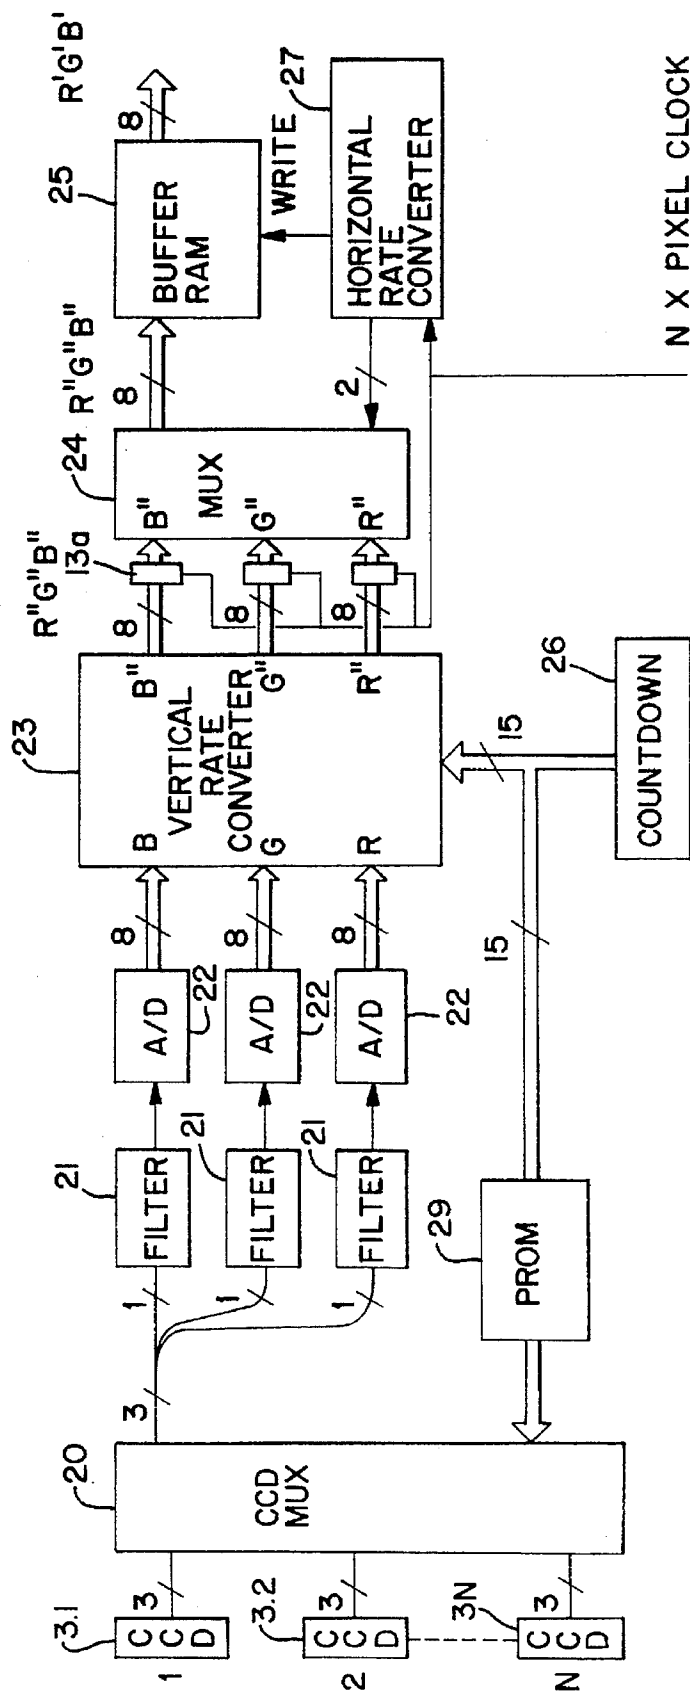 3.1
CCD
1
3
3.2
CCD
2
3
3N
CCD
N
3
20
CCD
MUX
3
1
1
1
21
FILTER
21
FILTER
21
FILTER
A/D
22
A/D
22
A/D
22
8
8
8
29
PROM
15
15
26
COUNTDOWN
23
VERTICAL
RATE
CONVERTER
B
G
R
B"
G"
R"
8
8
8
R"G"B"
13a
24
MUX
B"
G"
R"
R"G"B"
8
2
25
BUFFER
RAM
8
R'G'B'
WRITE
27
HORIZONTAL
RATE
CONVERTER
N X PIXEL CLOCK